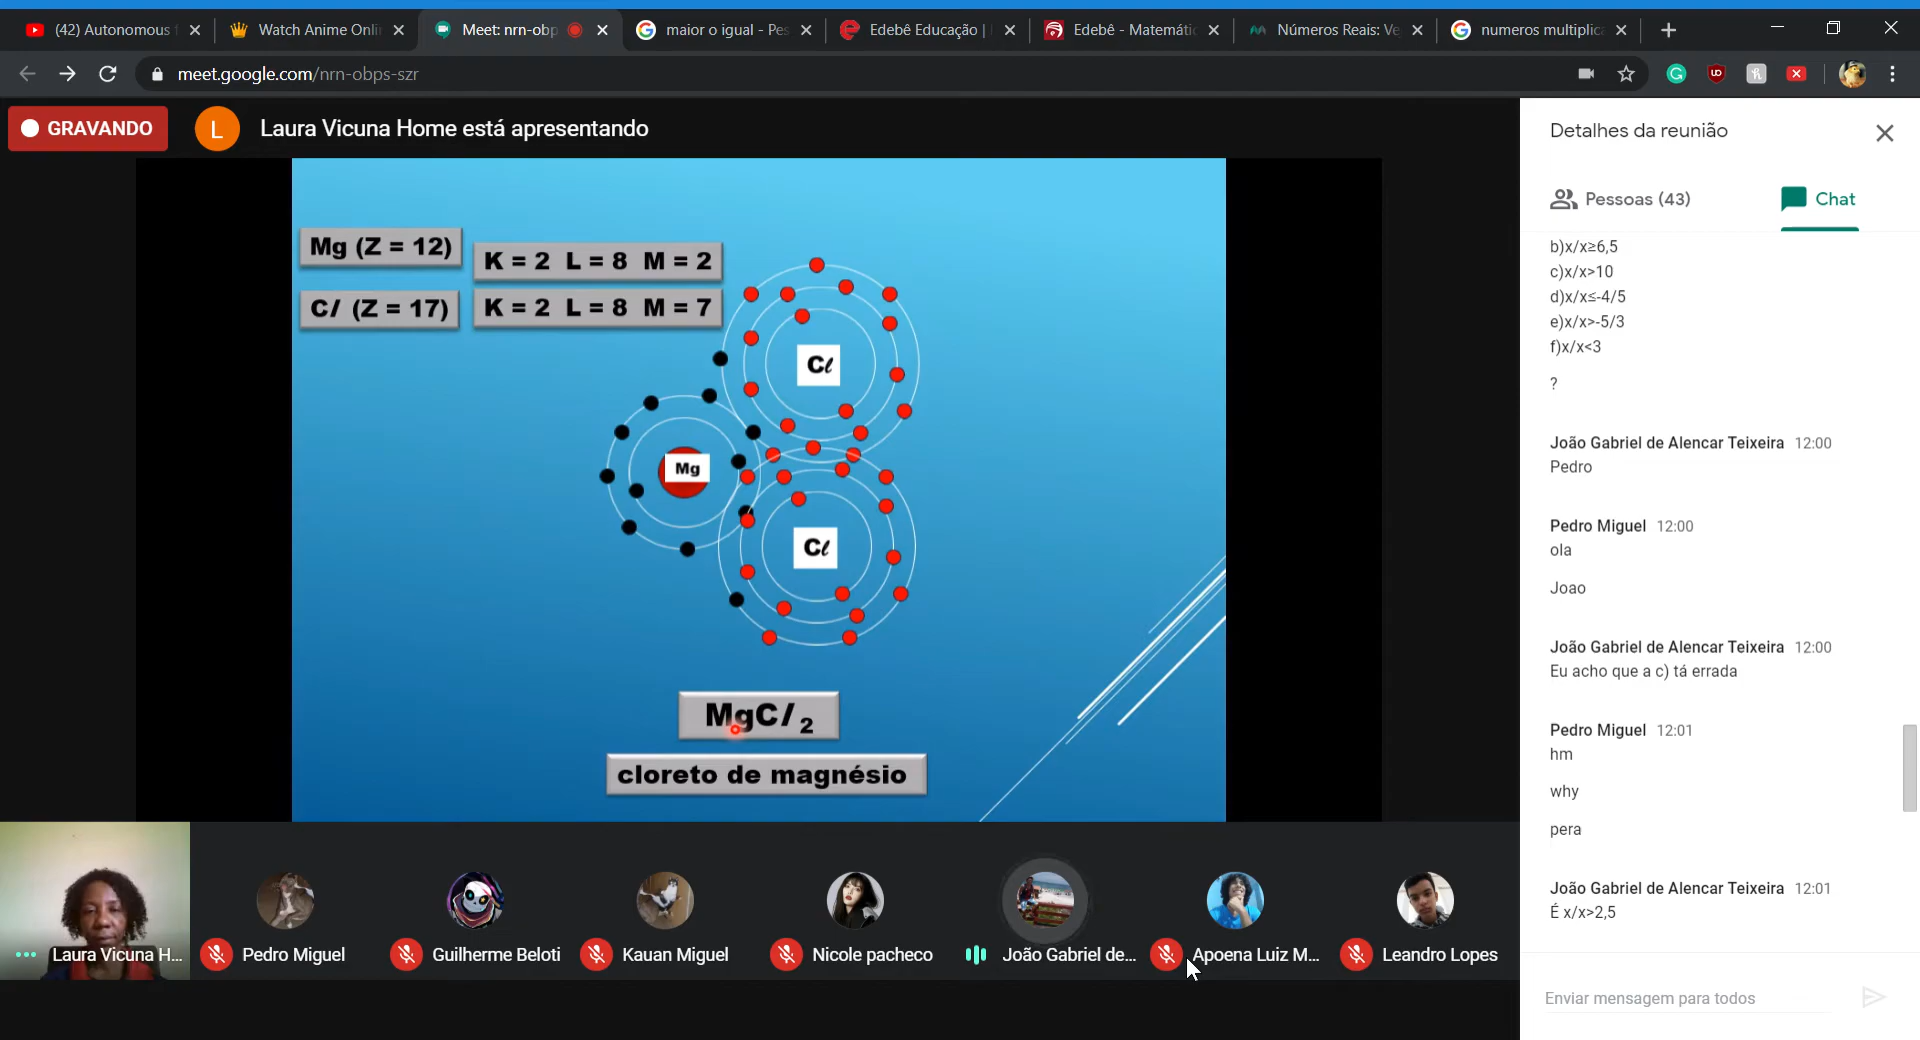 (42) Autonomous
Watch Anime Onli
Meet: nrn-obp
maior o igual - Pes
Edebê Educação |
Edebê - Matemátic
Números Reais: Ve
numeros multiplica
meet.google.com/nrn-obps-szr
GRAVANDO
L
Laura Vicuna Home está apresentando
Mg (Z = 12)
K = 2 L = 8 M = 2
Cl (Z = 17)
K = 2 L = 8 M = 7
Cℓ
Mg
Cℓ
MgCl₂
cloreto de magnésio
Laura Vicuna H...
Pedro Miguel
Guilherme Beloti
Kauan Miguel
Nicole pacheco
João Gabriel de...
Apoena Luiz M...
Leandro Lopes
Detalhes da reunião
Pessoas (43)
Chat
b)x/x≥6,5
c)x/x>10
d)x/x≤-4/5
e)x/x>-5/3
f)x/x<3
?
João Gabriel de Alencar Teixeira 12:00
Pedro
Pedro Miguel 12:00
ola
Joao
João Gabriel de Alencar Teixeira 12:00
Eu acho que a c) tá errada
Pedro Miguel 12:01
hm
why
pera
João Gabriel de Alencar Teixeira 12:01
É x/x>2,5
Enviar mensagem para todos